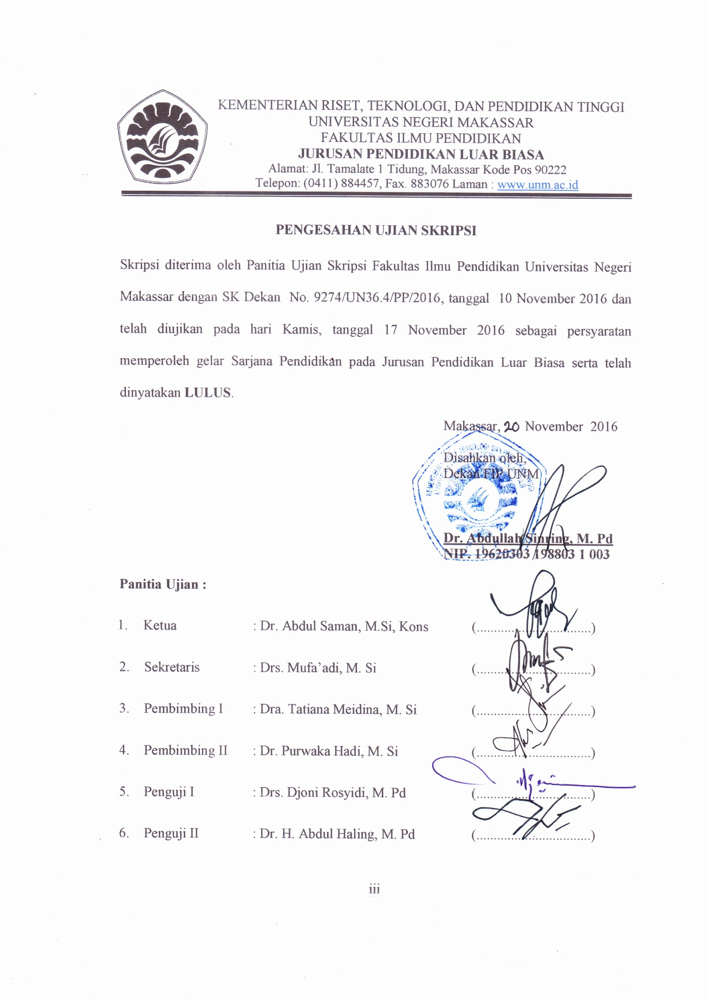 KEMENTERIAN RISET, TEKNOLOGI, DAN PENDIDIKAN TINGGI
UNIVERSITAS NEGERI MAKASSAR
FAKULTAS ILMU PENDIDIKAN
JURUSAN PENDIDIKAN LUAR BIASA
Alamat: Jl. Tamalate 1 Tidung, Makassar Kode Pos 90222
Telepon: (0411) 884457, Fax. 883076 Laman : www.unm.ac.id
PENGESAHAN UJIAN SKRIPSI
Skripsi diterima oleh Panitia Ujian Skripsi Fakultas Ilmu Pendidikan Universitas Negeri
Makassar dengan SK Dekan No. 9274/UN36.4/PP/2016, tanggal 10 November 2016 dan
telah diujikan pada hari Kamis, tanggal 17 November 2016 sebagai persyaratan
memperoleh gelar Sarjana Pendidikan pada Jurusan Pendidikan Luar Biasa serta telah
dinyatakan LULUS.
Makassar, 20 November 2016
Disahkan oleh,
Dekan FIP UNM
Dr. Abdullah Sinring, M. Pd
NIP. 19620303 198803 1 003
Panitia Ujian :
1. Ketua : Dr. Abdul Saman, M.Si, Kons (..................................)
2. Sekretaris : Drs. Mufa'adi, M. Si (..................................)
3. Pembimbing I : Dra. Tatiana Meidina, M. Si (..................................)
4. Pembimbing II : Dr. Purwaka Hadi, M. Si (..................................)
5. Penguji I : Drs. Djoni Rosyidi, M. Pd (..................................)
6. Penguji II : Dr. H. Abdul Haling, M. Pd (..................................)
iii